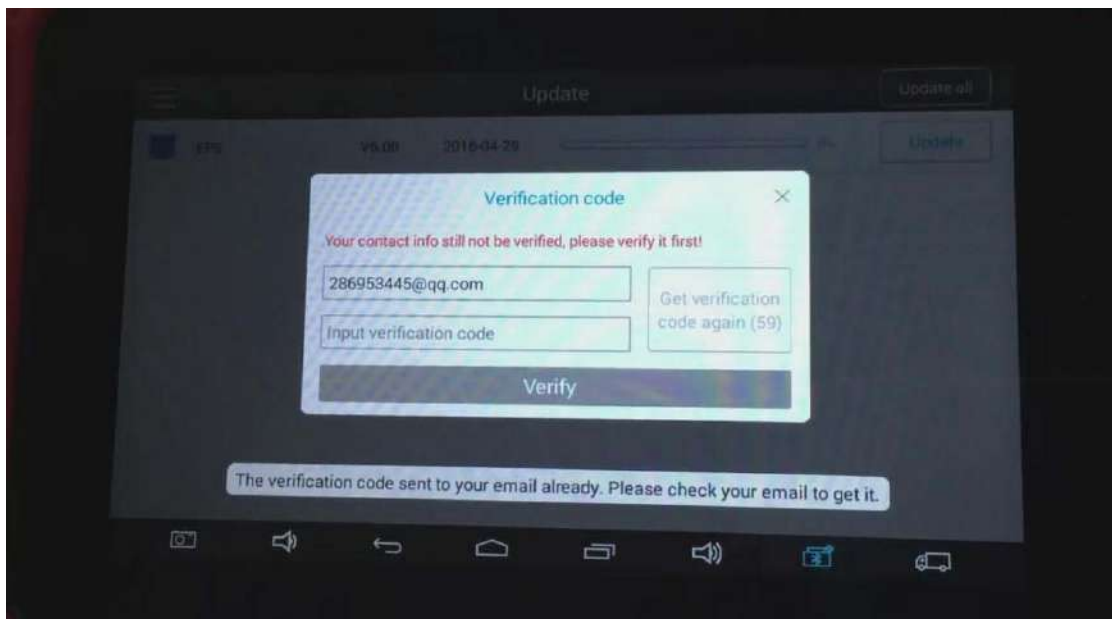 Update
Update all
EPS V6.00 2016-04-29 0% Update
Verification code
Your contact info still not be verified, please verify it first!
286953445@qq.com
Get verification
code again (59)
Input verification code
Verify
The verification code sent to your email already. Please check your email to get it.